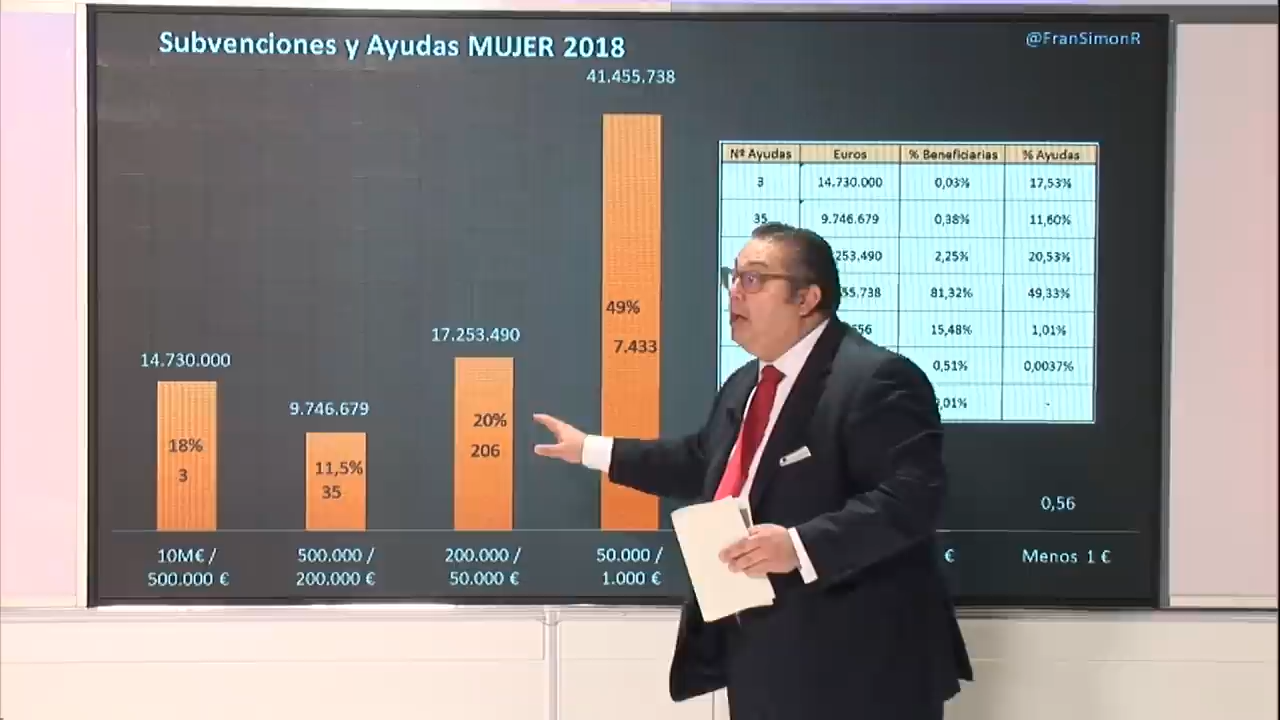 Subvenciones y Ayudas MUJER 2018
@FranSimonR
41.455.738
49%
7.433
17.253.490
20%
206
14.730.000
18%
3
9.746.679
11,5%
35
Nº Ayudas Euros % Beneficiarias % Ayudas
3 14.730.000 0,03% 17,53%
35 9.746.679 0,38% 11,60%
253.490 2,25% 20,53%
55.738 81,32% 49,33%
656 15,48% 1,01%
0,51% 0,0037%
,01% -
0,56
10M€ /
500.000 €
500.000 /
200.000 €
200.000 /
50.000 €
50.000 /
1.000 €
€
Menos 1 €